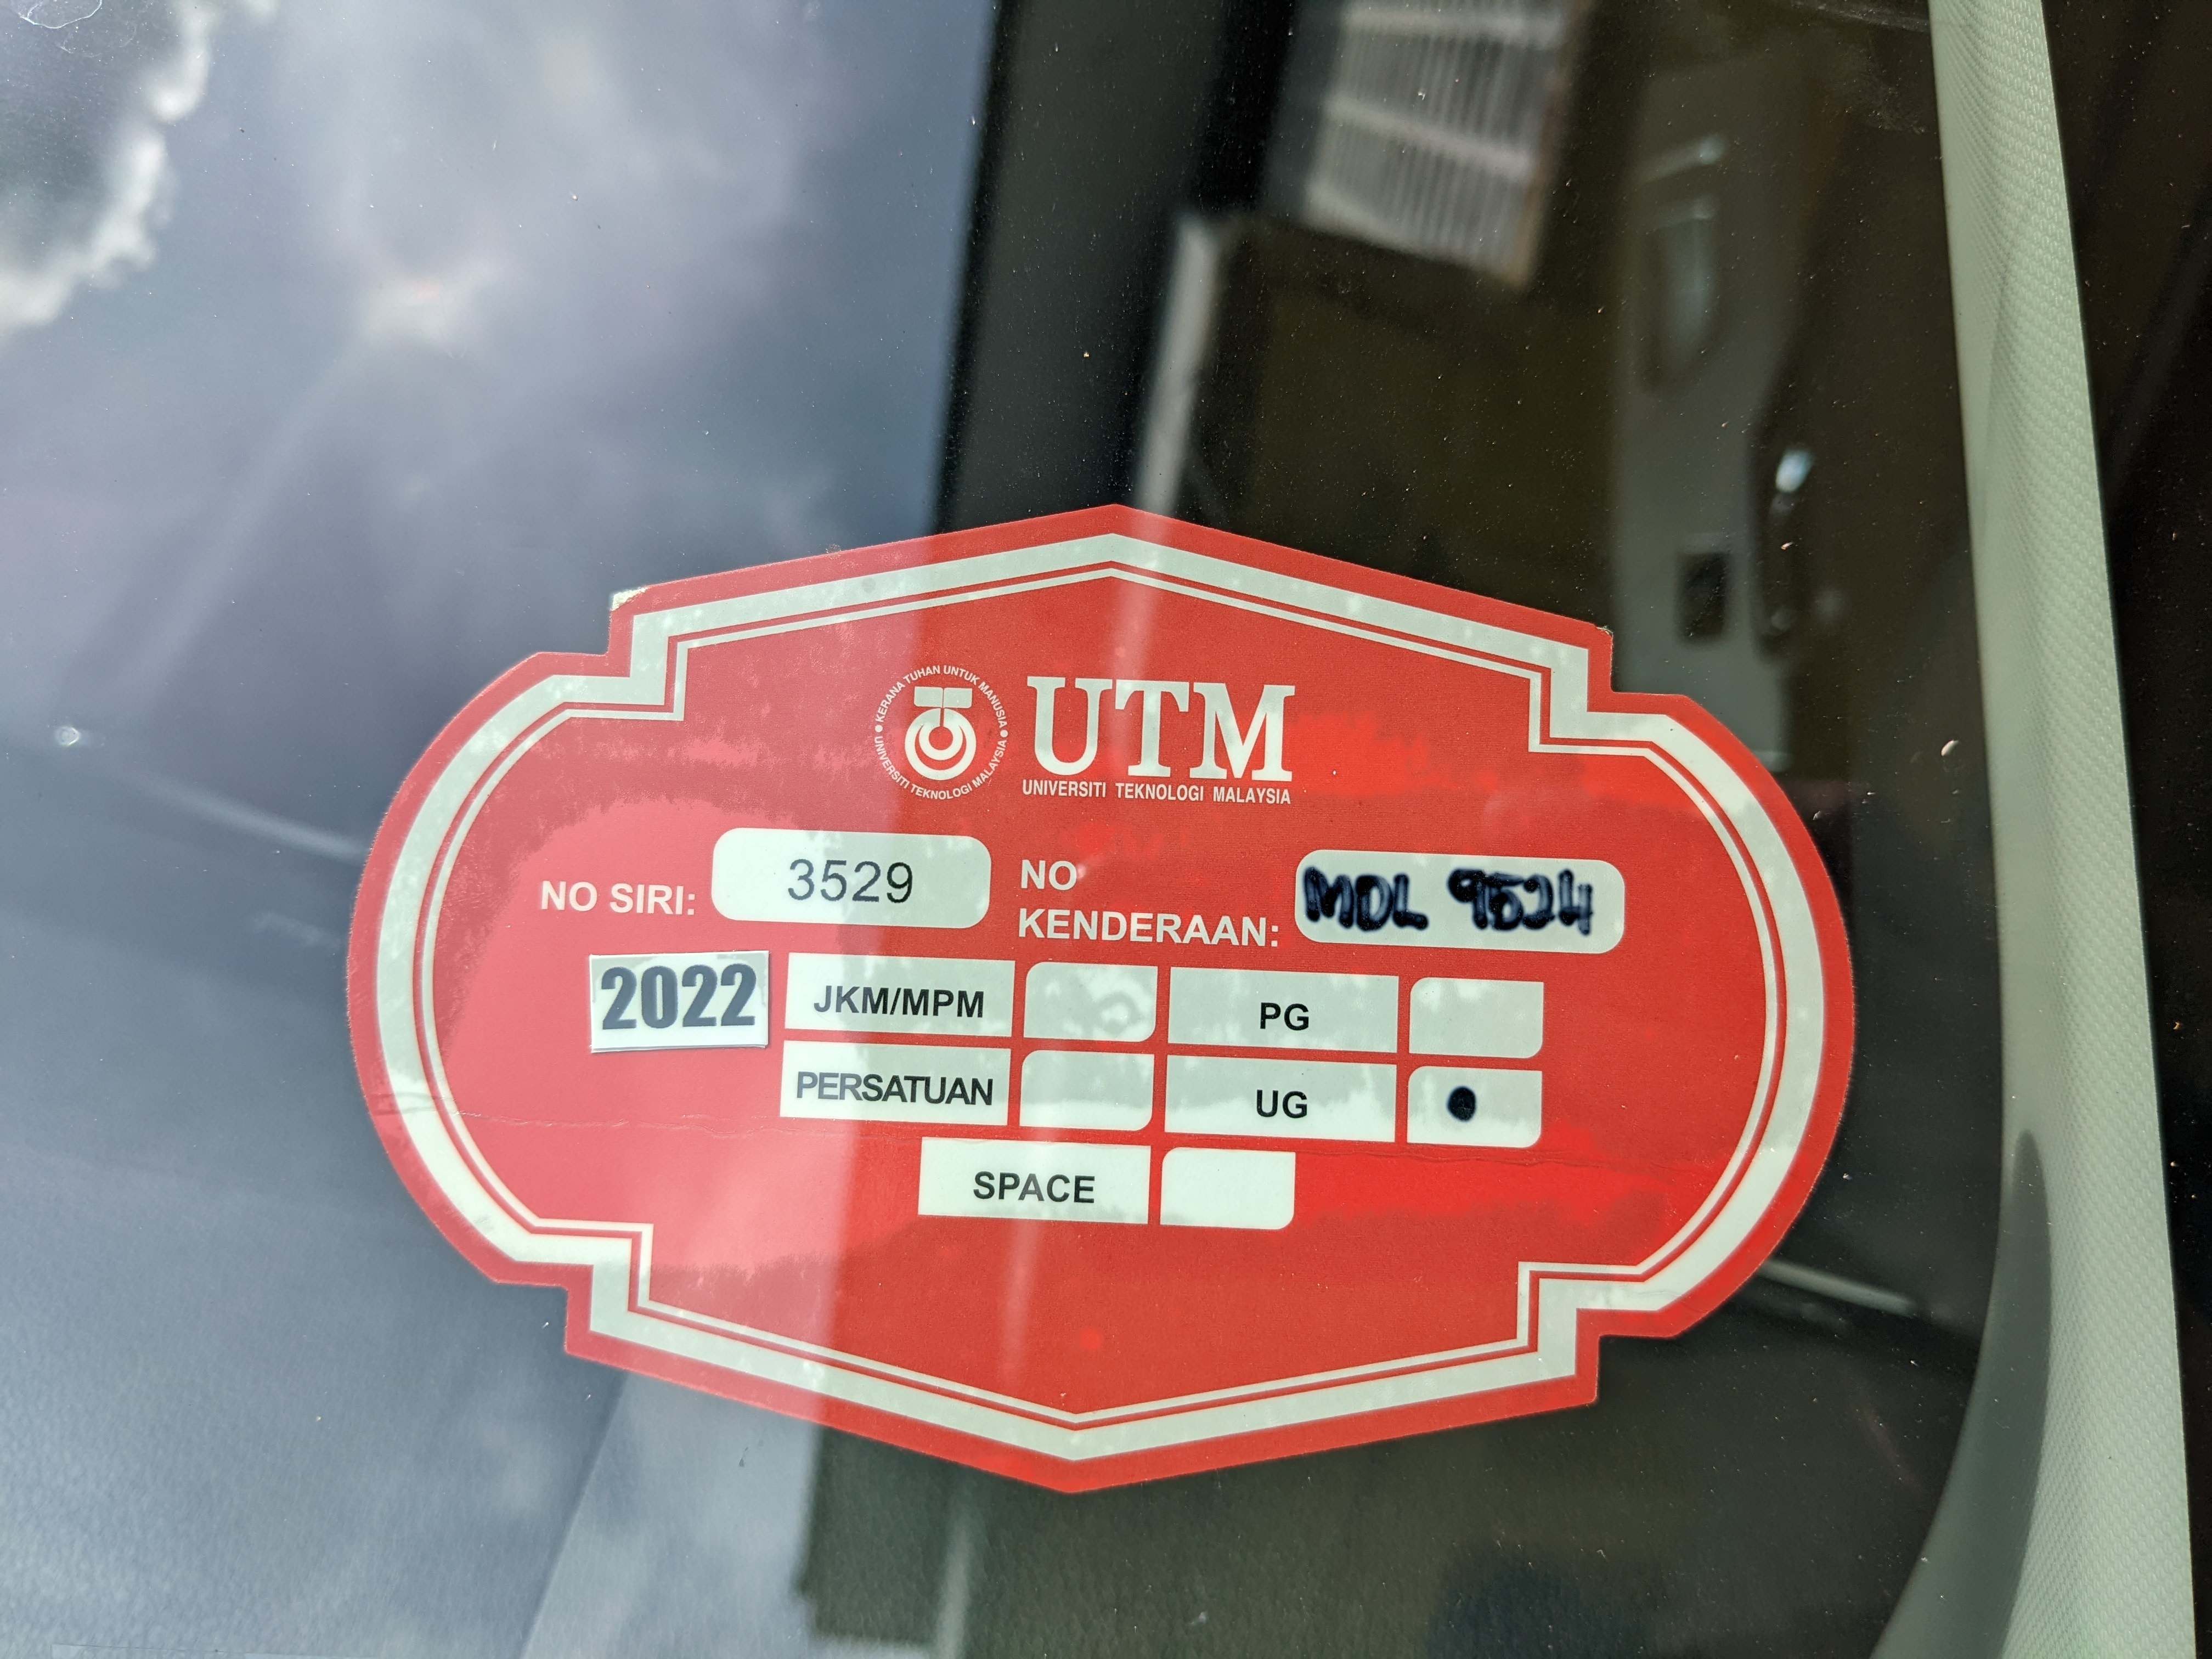 KERANA TUHAN UNTUK MANUSIA
UNIVERSITI TEKNOLOGI MALAYSIA
UTM
UNIVERSITI TEKNOLOGI MALAYSIA
NO SIRI: 3529
NO KENDERAAN: MDL 9524
2022 JKM/MPM PG
PERSATUAN UG
SPACE